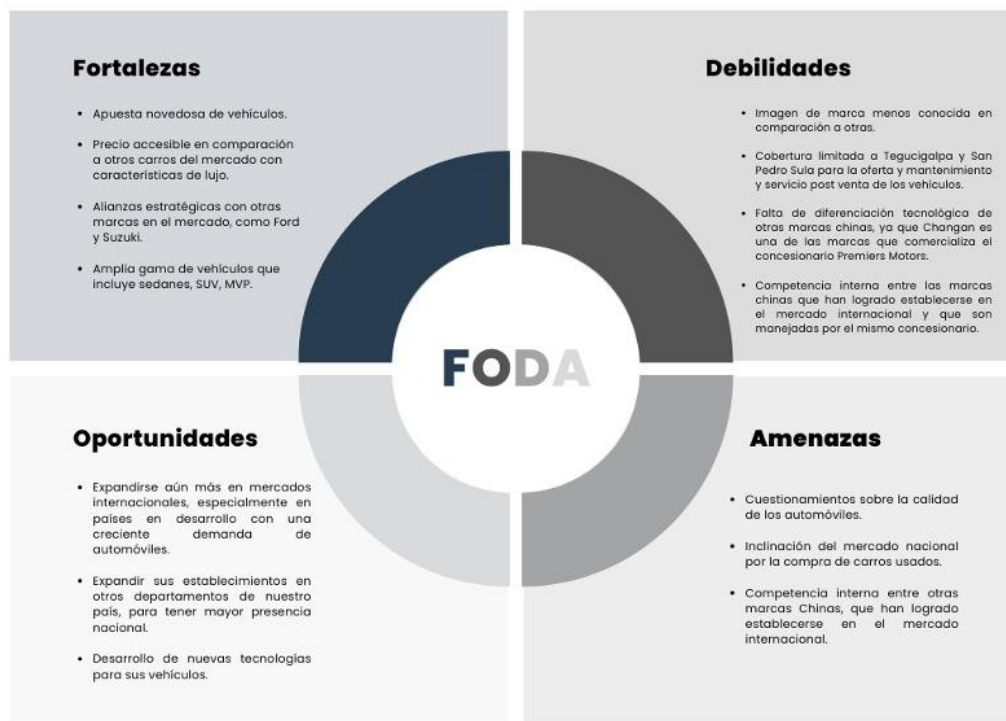 Fortalezas
• Apuesta novedosa de vehículos.
• Precio accesible en comparación
a otros carros del mercado con
características de lujo.
• Alianzas estratégicas con otras
marcas en el mercado, como Ford
y Suzuki.
• Amplia gama de vehículos que
incluye sedanes, SUV, MVP.
Debilidades
• Imagen de marca menos conocida en
comparación a otras.
• Cobertura limitada a Tegucigalpa y San
Pedro Sula para la oferta y mantenimiento
y servicio post venta de los vehículos.
• Falta de diferenciación tecnológica de
otras marcas chinas, ya que Changan es
una de las marcas que comercializa el
concesionario Premiers Motors.
• Competencia interna entre las marcas
chinas que han logrado establecerse en
el mercado internacional y que son
manejadas por el mismo concesionario.
FODA
Oportunidades
• Expandirse aún más en mercados
internacionales, especialmente en
países en desarrollo con una
creciente demanda de
automóviles.
• Expandir sus establecimientos en
otros departamentos de nuestro
país, para tener mayor presencia
nacional.
• Desarrollo de nuevas tecnologías
para sus vehículos.
Amenazas
• Cuestionamientos sobre la calidad
de los automóviles.
• Inclinación del mercado nacional
por la compra de carros usados.
• Competencia interna entre otras
marcas Chinas, que han logrado
establecerse en el mercado
internacional.